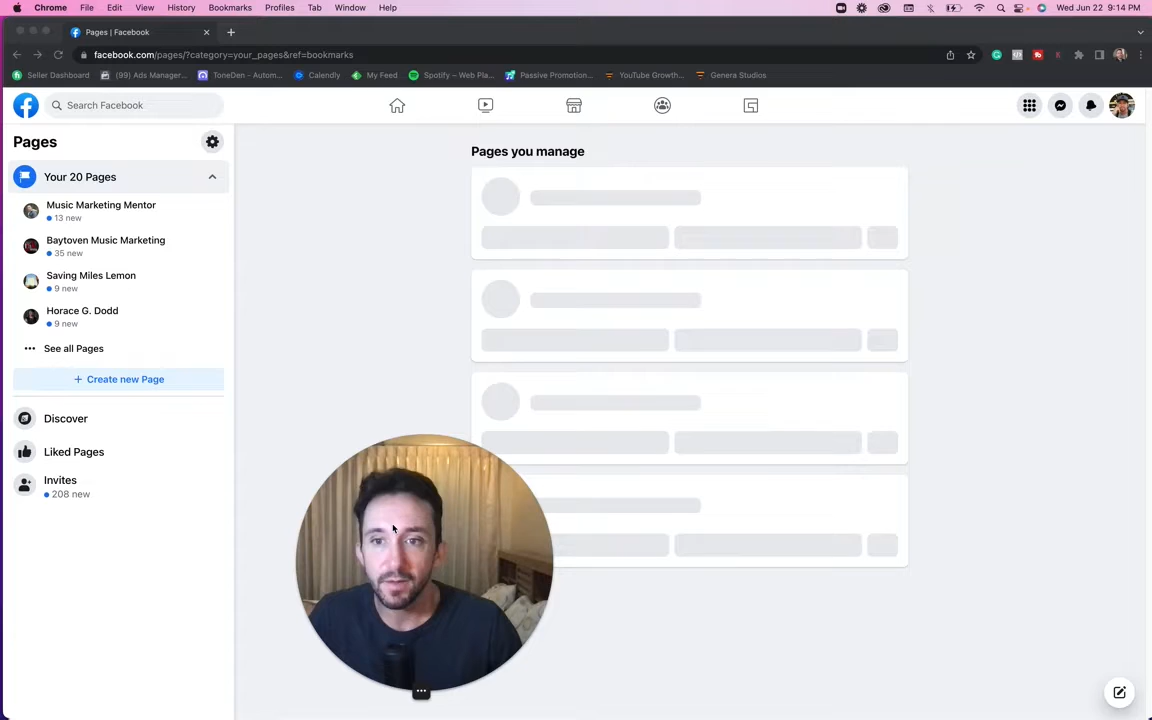 Chrome File Edit View History Bookmarks Profiles Tab Window Help Wed Jun 22 9:14 PM
Pages | Facebook
facebook.com/pages/?category=your_pages&ref=bookmarks
Seller Dashboard (99) Ads Manager... ToneDen - Autom... Calendly My Feed Spotify – Web Pla... Passive Promotion... YouTube Growth... Genera Studios
Search Facebook
Pages
Your 20 Pages
Music Marketing Mentor
13 new
Baytoven Music Marketing
35 new
Saving Miles Lemon
9 new
Horace G. Dodd
9 new
See all Pages
+ Create new Page
Discover
Liked Pages
Invites
208 new
Pages you manage